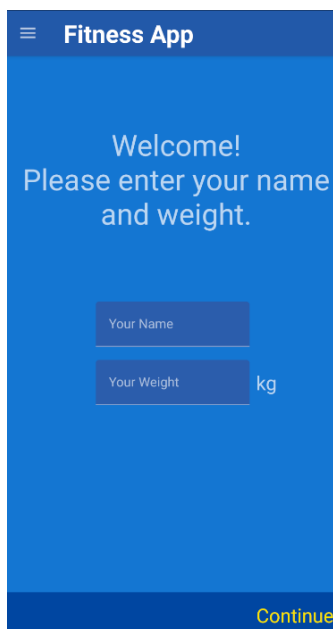 Fitness App
Welcome!
Please enter your name
and weight.
Your Name
Your Weight
kg
Continue